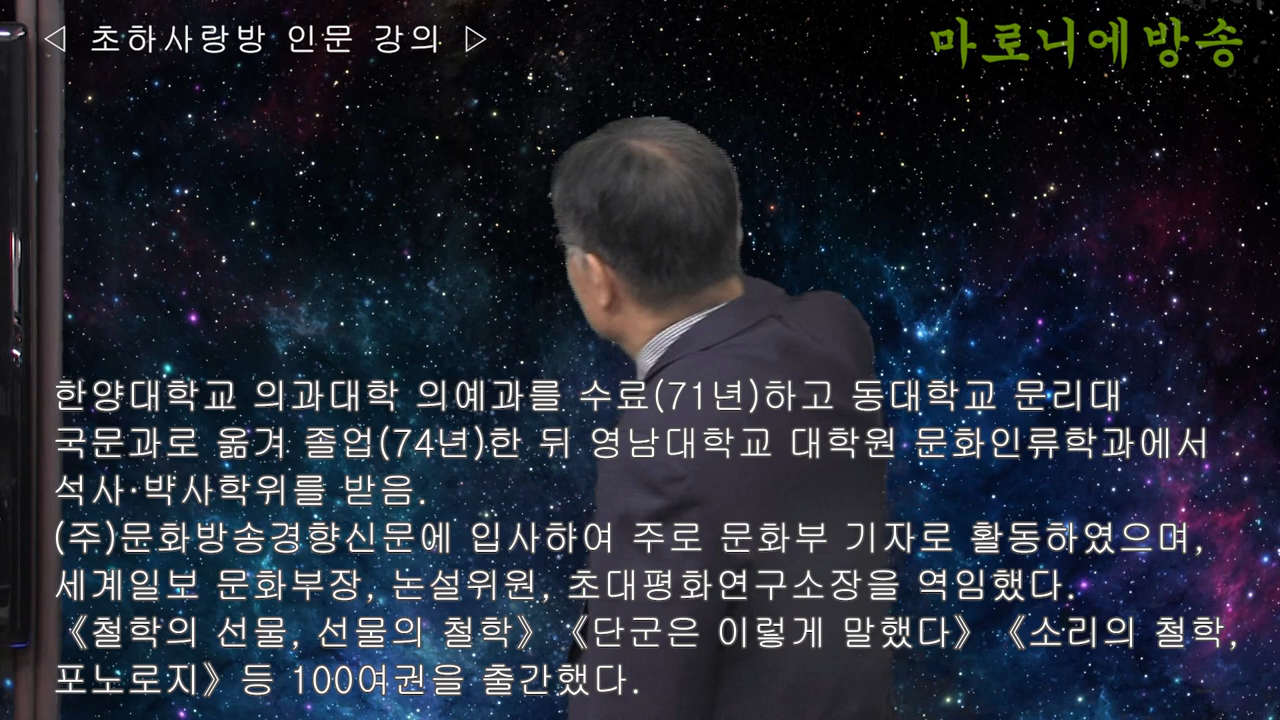 ◁ 초하사랑방 인문 강의 ▷
마로니에방송
한양대학교 의과대학 의예과를 수료(71년)하고 동대학교 문리대
국문과로 옮겨 졸업(74년)한 뒤 영남대학교 대학원 문화인류학과에서
석사·박사학위를 받음.
(주)문화방송경향신문에 입사하여 주로 문화부 기자로 활동하였으며,
세계일보 문화부장, 논설위원, 초대평화연구소장을 역임했다.
《철학의 선물, 선물의 철학》《단군은 이렇게 말했다》《소리의 철학,
포노로지》등 100여권을 출간했다.